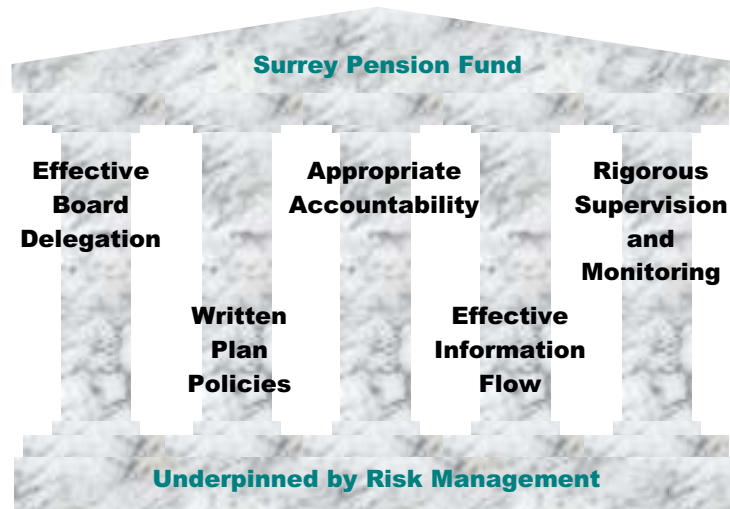 Surrey Pension Fund
Effective
Board
Delegation
Written
Plan
Policies
Appropriate
Accountability
Effective
Information
Flow
Rigorous
Supervision
and
Monitoring
Underpinned by Risk Management